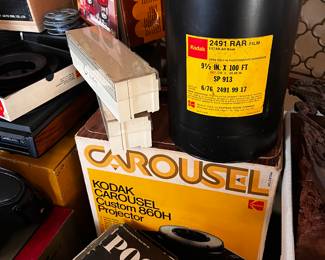 Kodak
2491 RAR FILM
9½ IN. X 100 FT
SP 913
6/76 2491 99 17
CAROUSEL
KODAK
CAROUSEL
Custom 860H
Projector